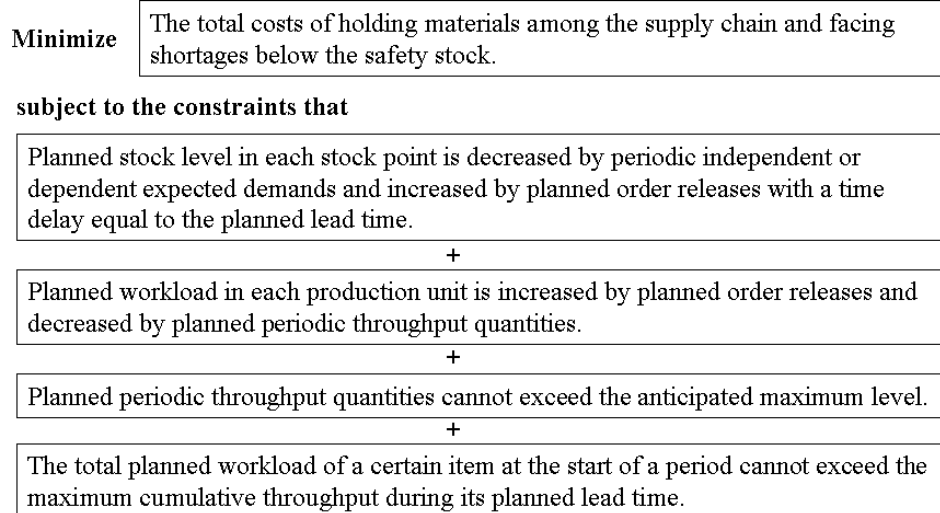 Minimize
The total costs of holding materials among the supply chain and facing
shortages below the safety stock.
subject to the constraints that
Planned stock level in each stock point is decreased by periodic independent or
dependent expected demands and increased by planned order releases with a time
delay equal to the planned lead time.
+
Planned workload in each production unit is increased by planned order releases and
decreased by planned periodic throughput quantities.
+
Planned periodic throughput quantities cannot exceed the anticipated maximum level.
+
The total planned workload of a certain item at the start of a period cannot exceed the
maximum cumulative throughput during its planned lead time.